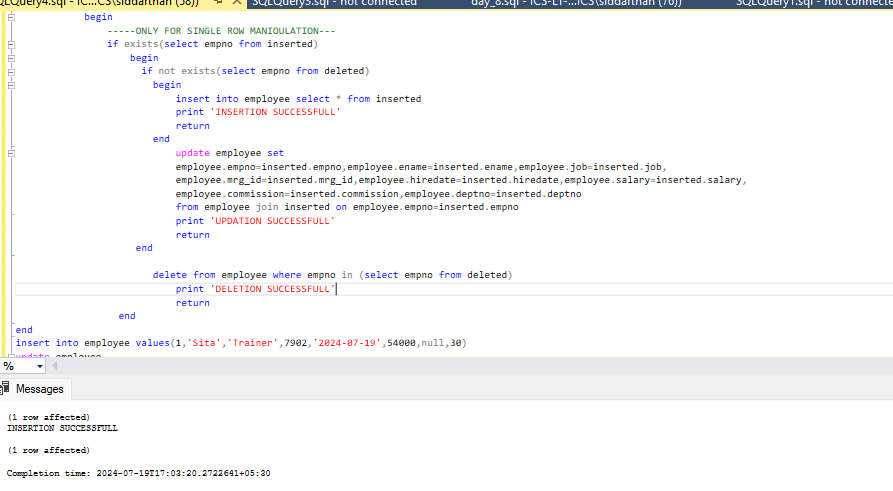 SQLQuery4.sql - IC...ICS\siddarthan (58))* SQLQuery5.sql - not connected day_8.sql - ICS-LT-...ICS\siddarthan (76)) SQLQuery1.sql - not connecte
begin
-----ONLY FOR SINGLE ROW MANIOULATION---
if exists(select empno from inserted)
begin
if not exists(select empno from deleted)
begin
insert into employee select * from inserted
print 'INSERTION SUCCESSFULL'
return
end
update employee set
employee.empno=inserted.empno,employee.ename=inserted.ename,employee.job=inserted.job,
employee.mrg_id=inserted.mrg_id,employee.hiredate=inserted.hiredate,employee.salary=inserted.salary,
employee.commission=inserted.commission,employee.deptno=inserted.deptno
from employee join inserted on employee.empno=inserted.empno
print 'UPDATION SUCCESSFULL'
return
end
delete from employee where empno in (select empno from deleted)
print 'DELETION SUCCESSFULL'
return
end
end
insert into employee values(1,'Sita','Trainer',7902,'2024-07-19',54000,null,30)
update employee
%
Messages
(1 row affected)
INSERTION SUCCESSFULL
(1 row affected)
Completion time: 2024-07-19T17:03:20.2722641+05:30